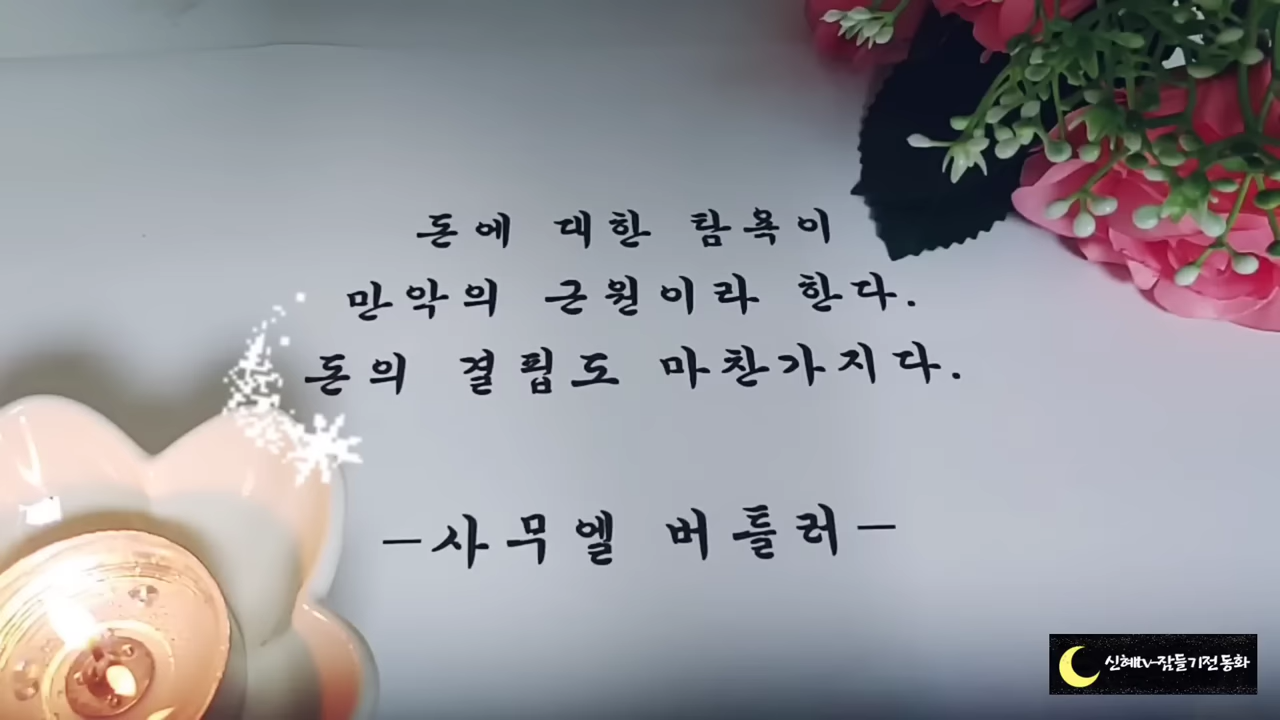 돈에 대한 탐욕이
만악의 근원이라 한다.
돈의 결핍도 마찬가지다.
-사무엘 버틀러-
신혜tv-잠들기전동화